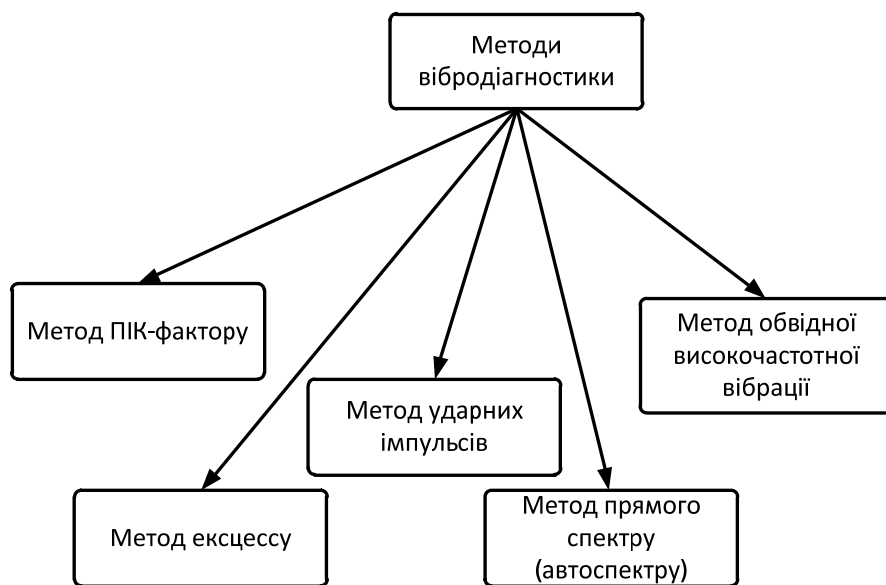 Методи
вібродіагностики
Метод ПІК-фактору
Метод обвідної
високочастотної
вібрації
Метод ударних
імпульсів
Метод ексцессу
Метод прямого
спектру
(автоспектру)